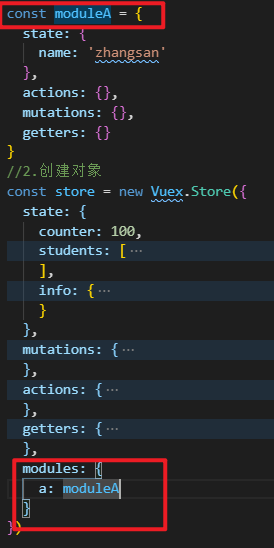 const moduleA = {
  state: {
    name: 'zhangsan'
  },
  actions: {},
  mutations: {},
  getters: {}
}
//2.创建对象
const store = new Vuex.Store({
  state: {
    counter: 100,
    students: [ ···
    ],
    info: { ···
    }
  },
  mutations: { ···
  },
  actions: { ···
  },
  getters: { ···
  },
  modules: {
    a: moduleA
  }
})